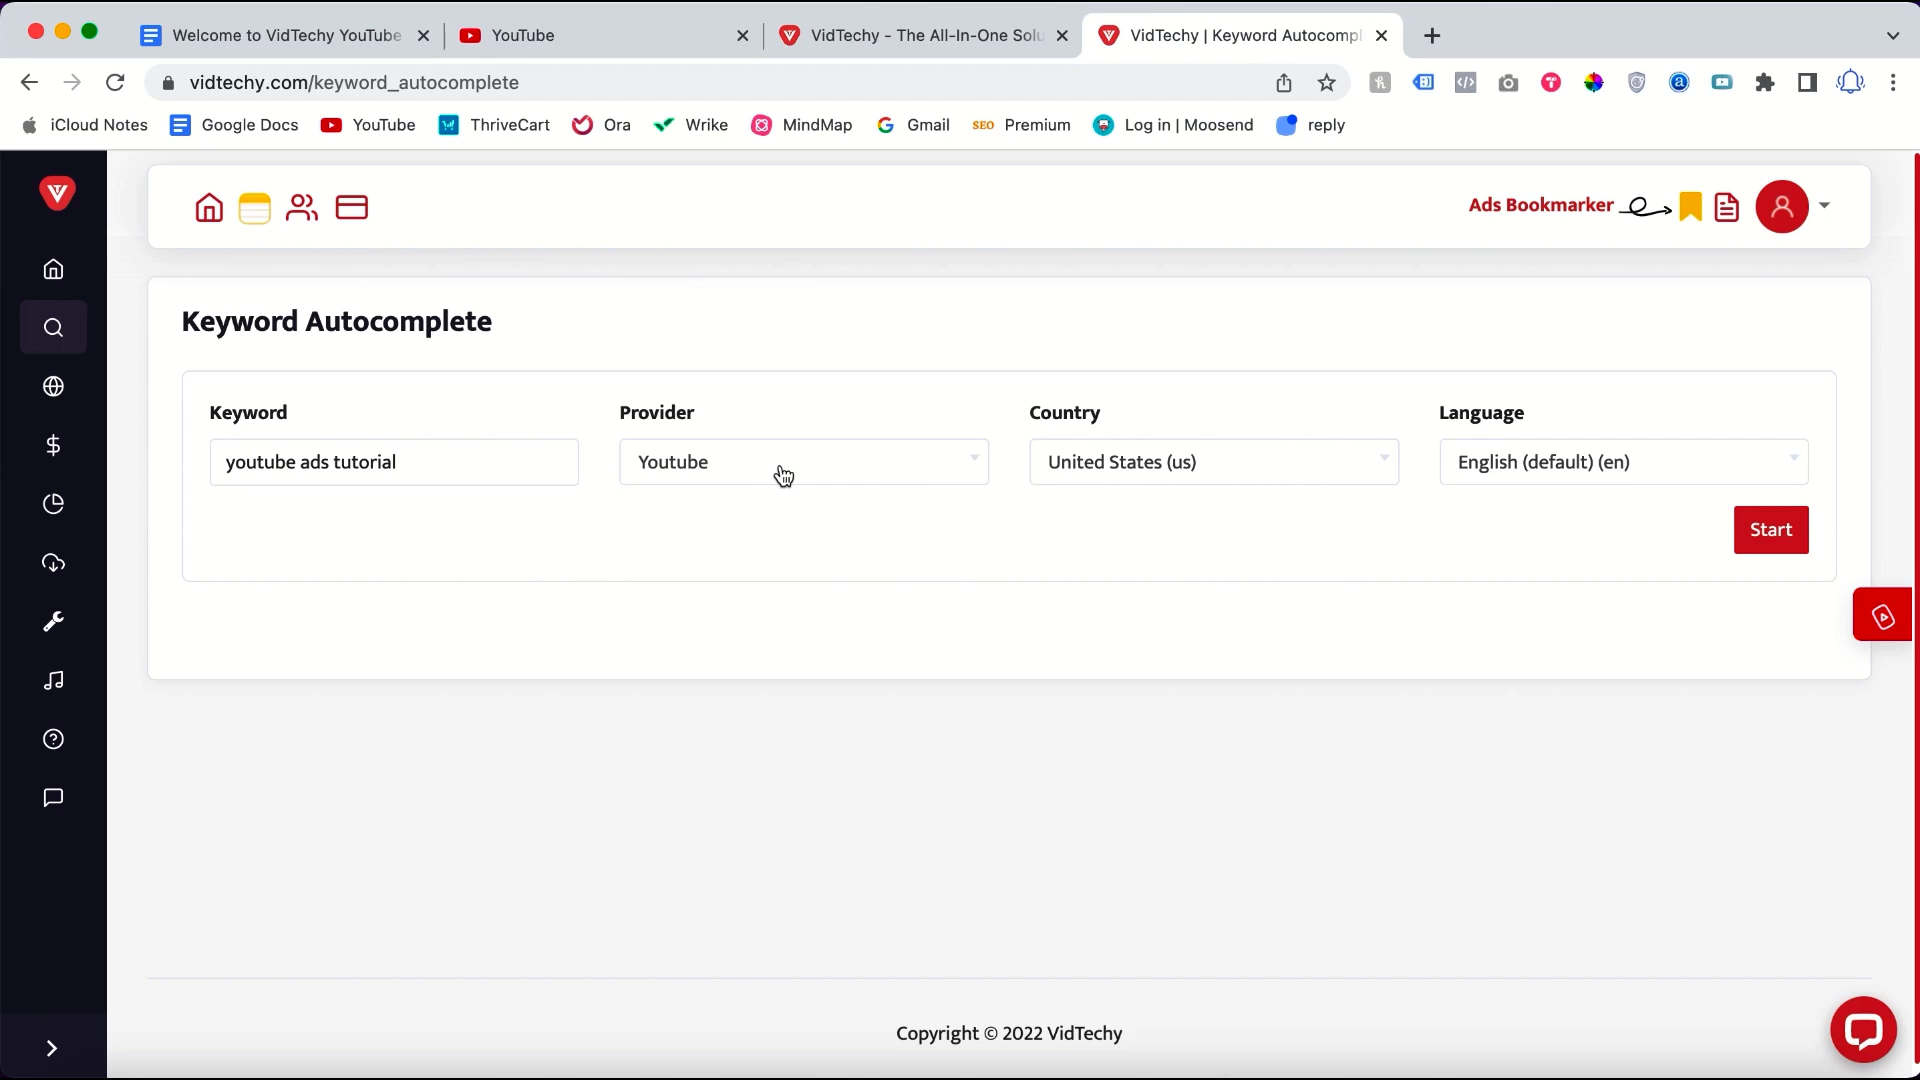 Welcome to VidTechy YouTube
YouTube
VidTechy - The All-In-One Solu
VidTechy | Keyword Autocompl
vidtechy.com/keyword_autocomplete
iCloud Notes
Google Docs
YouTube
ThriveCart
Ora
Wrike
MindMap
Gmail
SEO Premium
Log in | Moosend
reply
Ads Bookmarker
Keyword Autocomplete
Keyword
Provider
Country
Language
youtube ads tutorial
Youtube
United States (us)
English (default) (en)
Start
Copyright © 2022 VidTechy